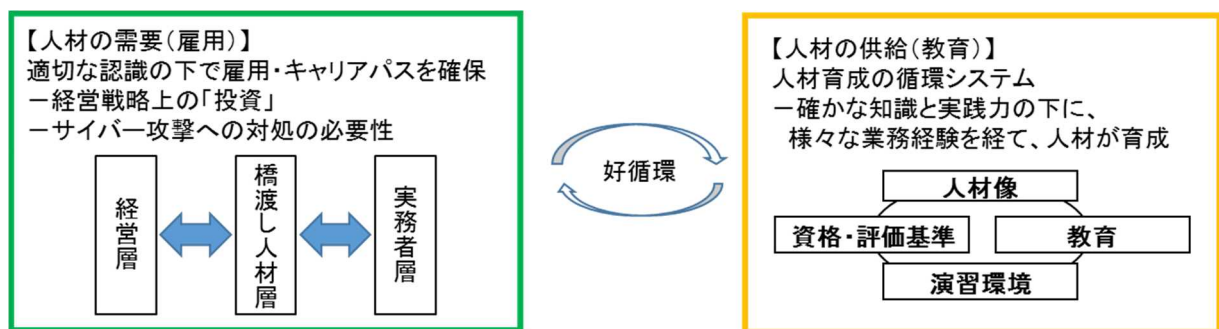 【人材の需要(雇用)】
適切な認識の下で雇用・キャリアパスを確保
－経営戦略上の「投資」
－サイバー攻撃への対処の必要性
経営層
橋渡し人材層
実務者層
好循環
【人材の供給(教育)】
人材育成の循環システム
－確かな知識と実践力の下に、
様々な業務経験を経て、人材が育成
人材像
資格・評価基準
教育
演習環境